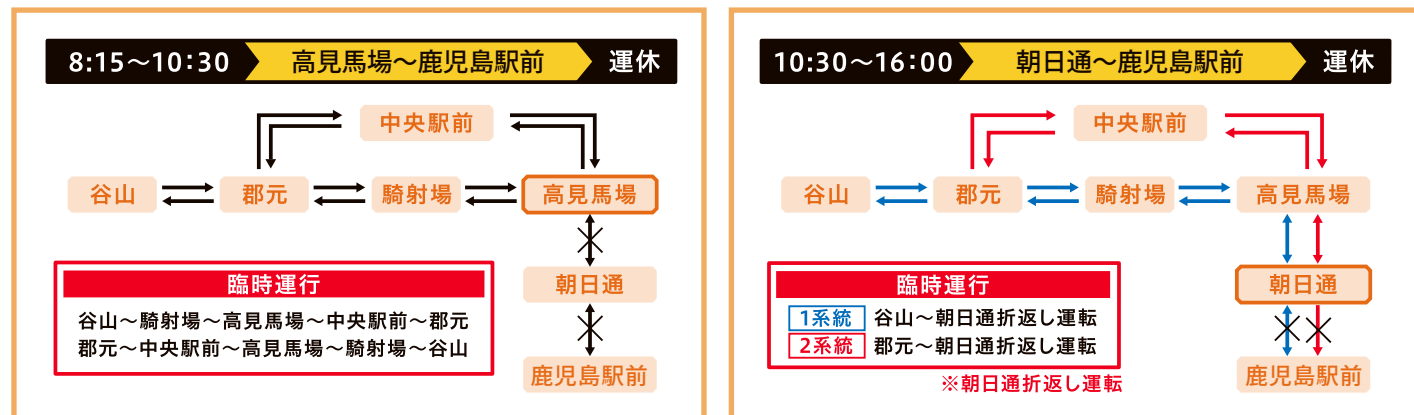 8:15～10：30 高見馬場～鹿児島駅前 運休
中央駅前
谷山 郡元 騎射場 高見馬場
朝日通
鹿児島駅前
臨時運行
谷山～騎射場～高見馬場～中央駅前～郡元
郡元～中央駅前～高見馬場～騎射場～谷山
10:30～16:00 朝日通～鹿児島駅前 運休
中央駅前
谷山 郡元 騎射場 高見馬場
朝日通
鹿児島駅前
臨時運行
1系統 谷山～朝日通折返し運転
2系統 郡元～朝日通折返し運転
※朝日通折返し運転